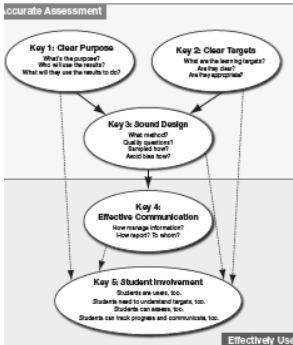 Accurate Assessment
Key 1: Clear Purpose
What's the purpose?
Who will use the results?
What will they use the results to do?
Key 2: Clear Targets
What are the learning targets?
Are they clear?
Are they appropriate?
Key 3: Sound Design
What method?
Quality questions?
Sampled how?
Avoid bias how?
Key 4:
Effective Communication
How manage information?
How report? To whom?
Key 5: Student Involvement
Students are users, too.
Students need to understand targets, too.
Students can assess, too.
Students can track progress and communicate, too.
Effectively Use